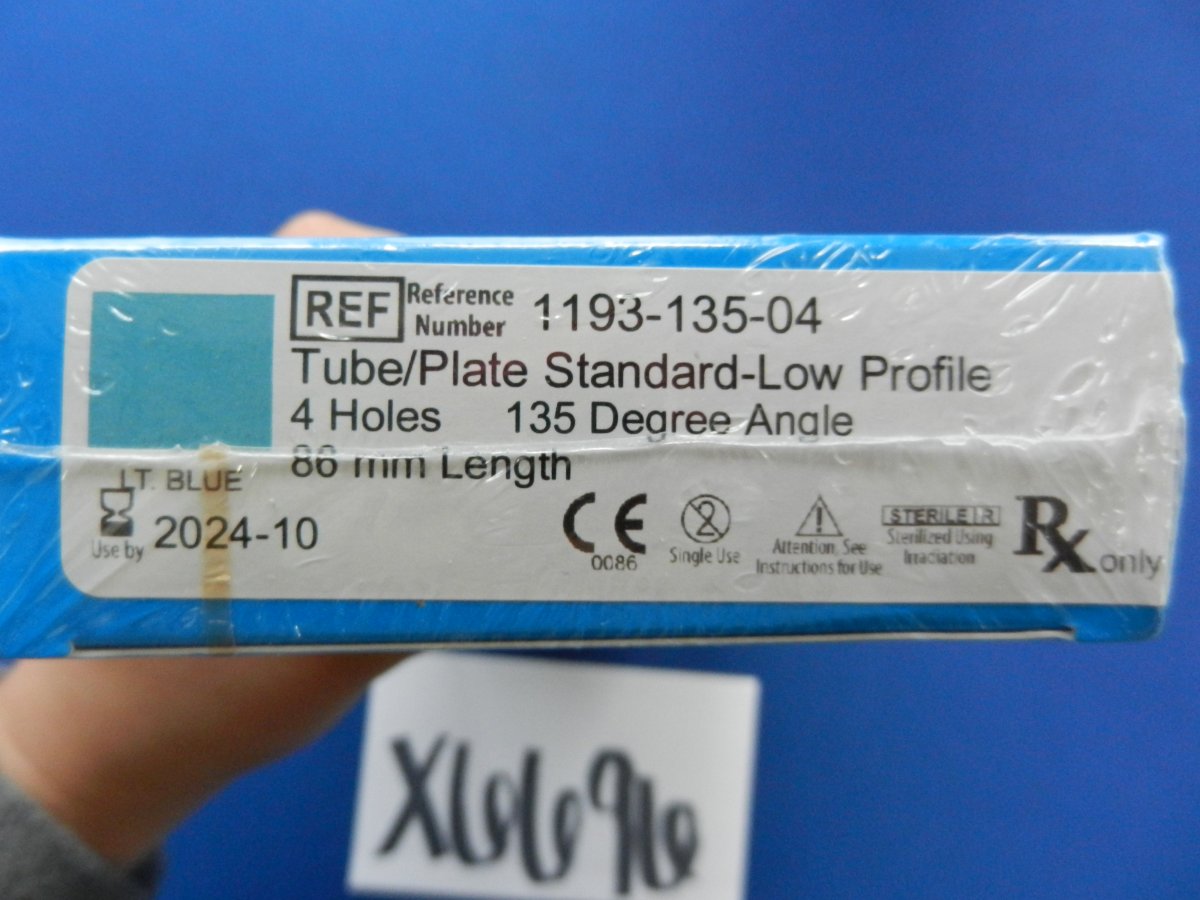 REF Reference Number 1193-135-04
Tube/Plate Standard-Low Profile
4 Holes 135 Degree Angle
86 mm Length
LT. BLUE
Use by 2024-10
CE 0086
2 Single Use
Attention, See Instructions for Use
STERILE R Sterilized Using Irradiation
Rx only
X6696